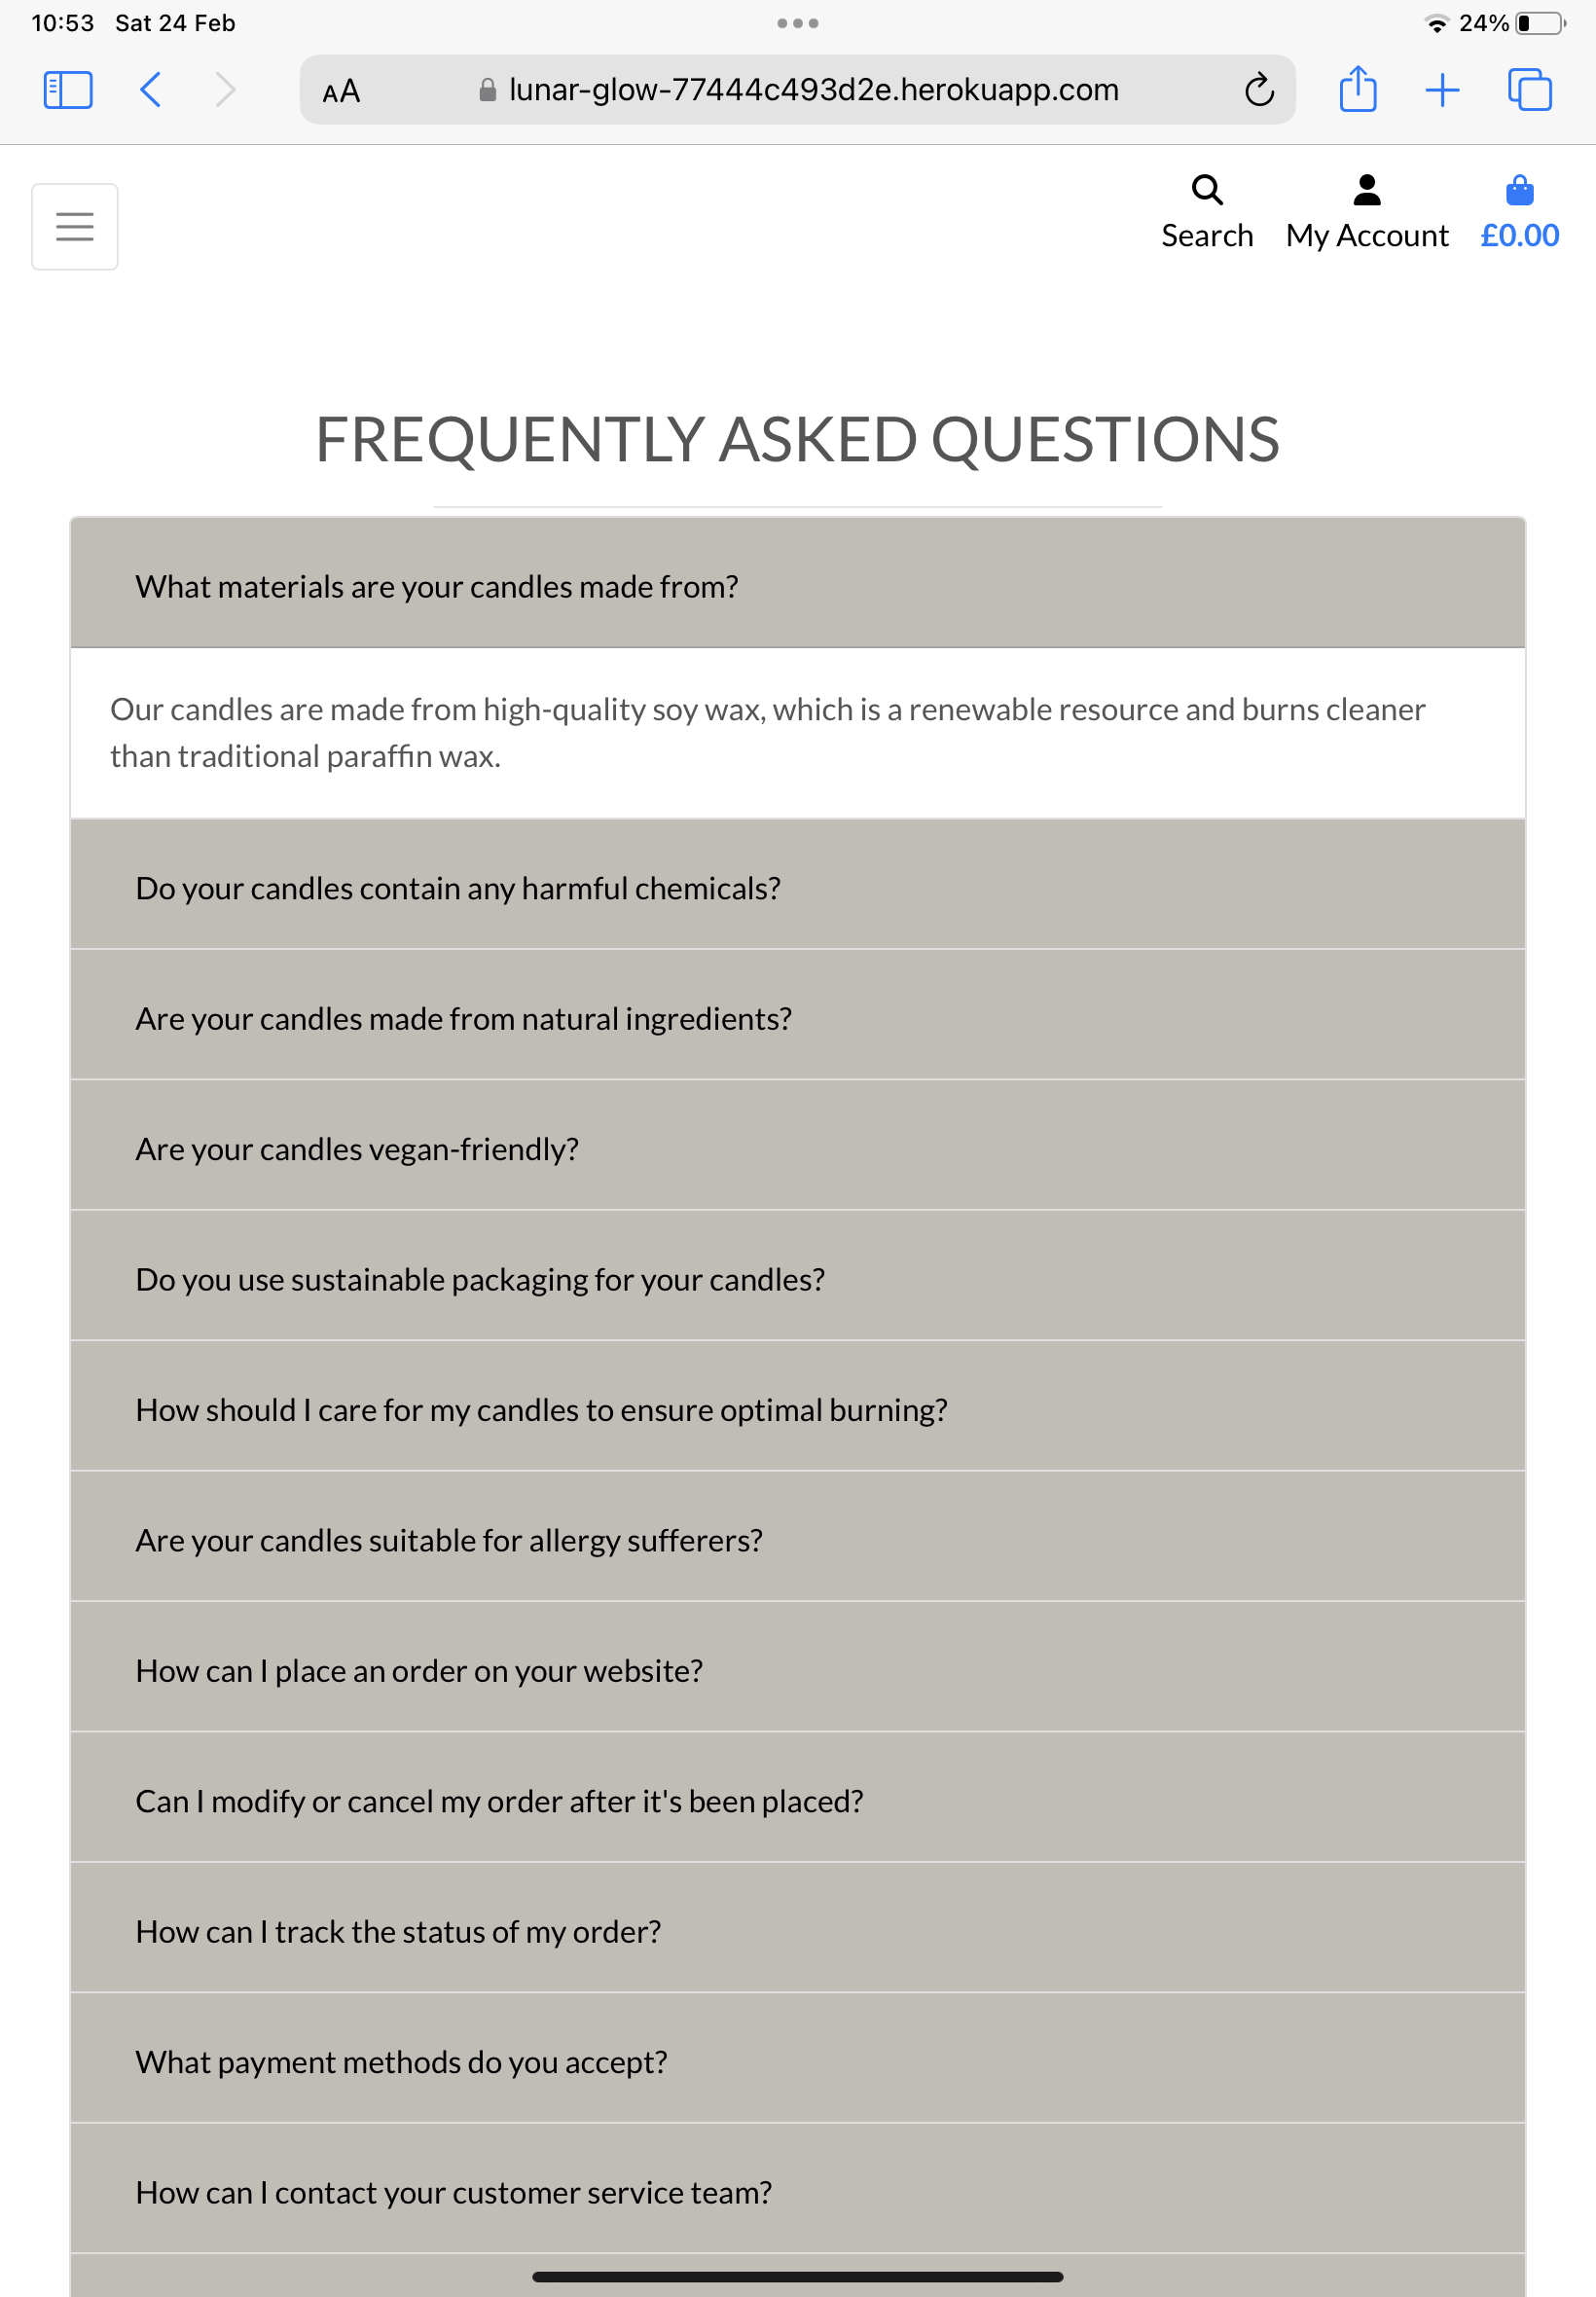 10:53 Sat 24 Feb
24%
AA lunar-glow-77444c493d2e.herokuapp.com
Search My Account £0.00
FREQUENTLY ASKED QUESTIONS
What materials are your candles made from?
Our candles are made from high-quality soy wax, which is a renewable resource and burns cleaner
than traditional paraffin wax.
Do your candles contain any harmful chemicals?
Are your candles made from natural ingredients?
Are your candles vegan-friendly?
Do you use sustainable packaging for your candles?
How should I care for my candles to ensure optimal burning?
Are your candles suitable for allergy sufferers?
How can I place an order on your website?
Can I modify or cancel my order after it's been placed?
How can I track the status of my order?
What payment methods do you accept?
How can I contact your customer service team?